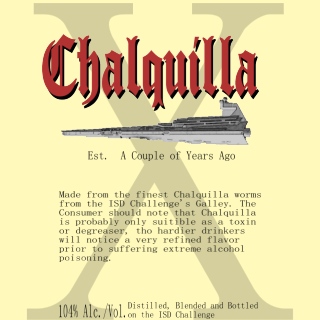 X
Chalquilla
Est. A Couple of Years Ago
Made from the finest Chalquilla worms
from the ISD Challenge's Galley. The
Consumer should note that Chalquilla
is probably only suitible as a toxin
or degreaser, tho hardier drinkers
will notice a very refined flavor
prior to suffering extreme alcohol
poisoning.
104% Alc./Vol.
Distilled, Blended and Bottled
on the ISD Challenge